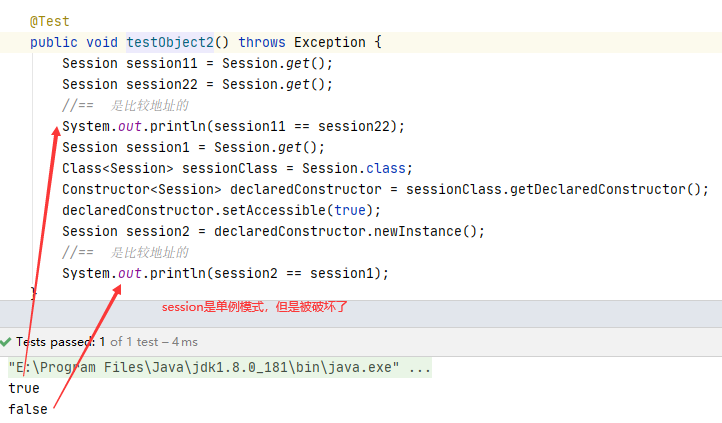 @Test
public void testObject2() throws Exception {
Session session11 = Session.get();
Session session22 = Session.get();
//==  是比较地址的
System.out.println(session11 == session22);
Session session1 = Session.get();
Class<Session> sessionClass = Session.class;
Constructor<Session> declaredConstructor = sessionClass.getDeclaredConstructor();
declaredConstructor.setAccessible(true);
Session session2 = declaredConstructor.newInstance();
//==  是比较地址的
System.out.println(session2 == session1);
}
session是单例模式，但是被破坏了
Tests passed: 1 of 1 test – 4 ms
"E:\Program Files\Java\jdk1.8.0_181\bin\java.exe" ...
true
false